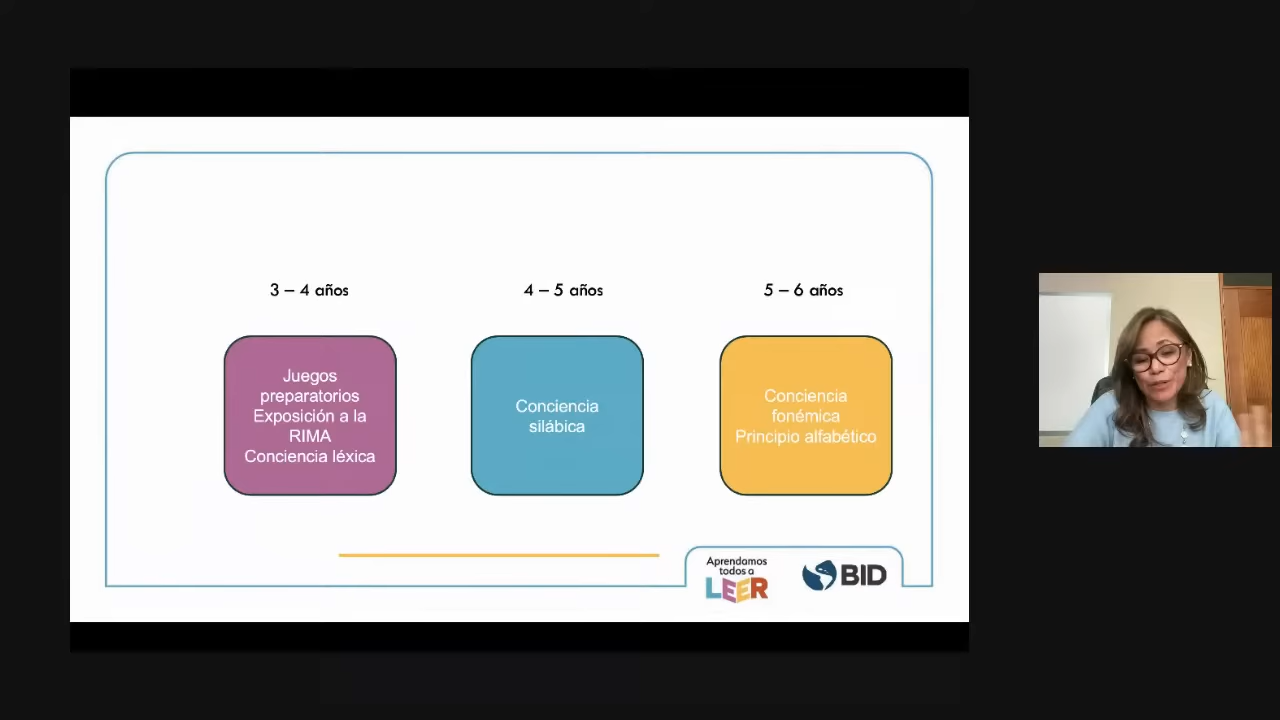 3 – 4 años
4 – 5 años
5 – 6 años
Juegos
preparatorios
Exposición a la
RIMA
Conciencia léxica
Conciencia
silábica
Conciencia
fonémica
Principio alfabético
Aprendamos
todos a
LEER
BID